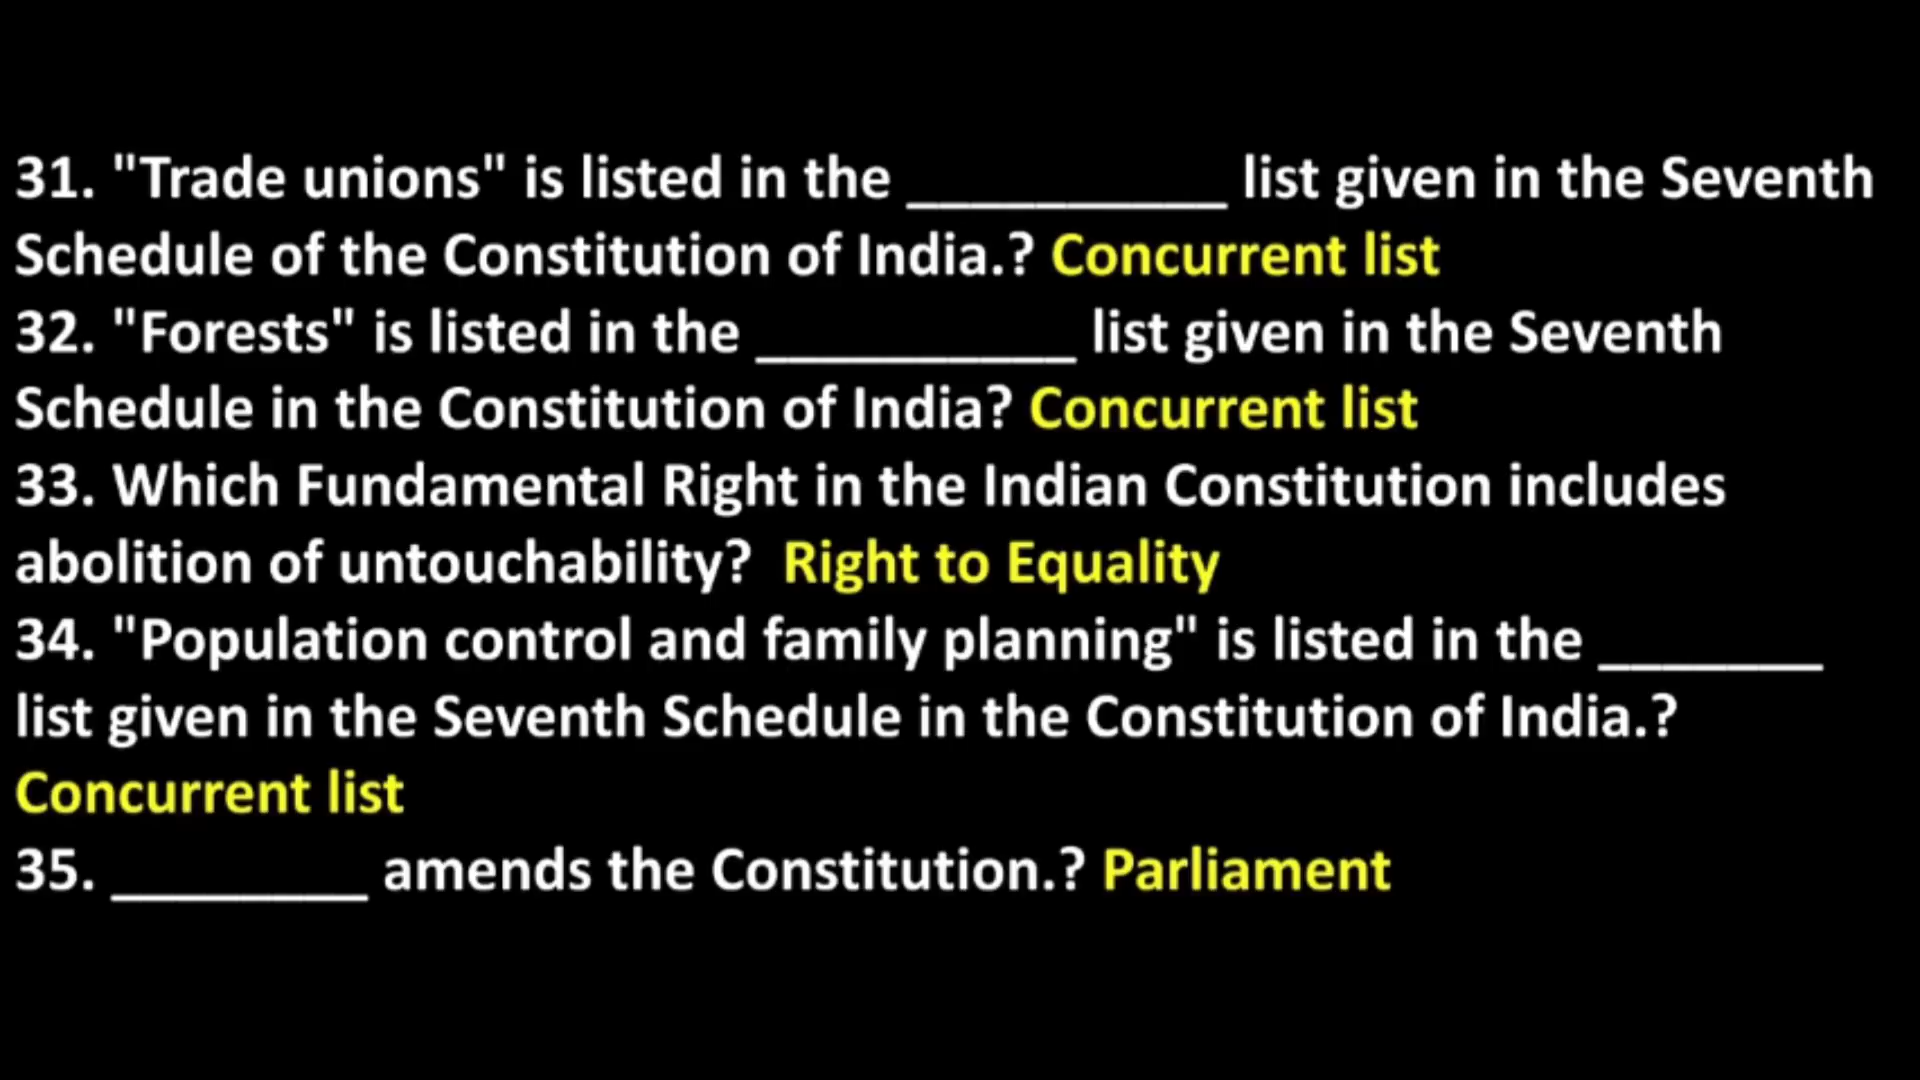 31. "Trade unions" is listed in the __________ list given in the Seventh
Schedule of the Constitution of India.? Concurrent list
32. "Forests" is listed in the __________ list given in the Seventh
Schedule in the Constitution of India? Concurrent list
33. Which Fundamental Right in the Indian Constitution includes
abolition of untouchability?  Right to Equality
34. "Population control and family planning" is listed in the _______
list given in the Seventh Schedule in the Constitution of India.?
Concurrent list
35. ________ amends the Constitution.? Parliament